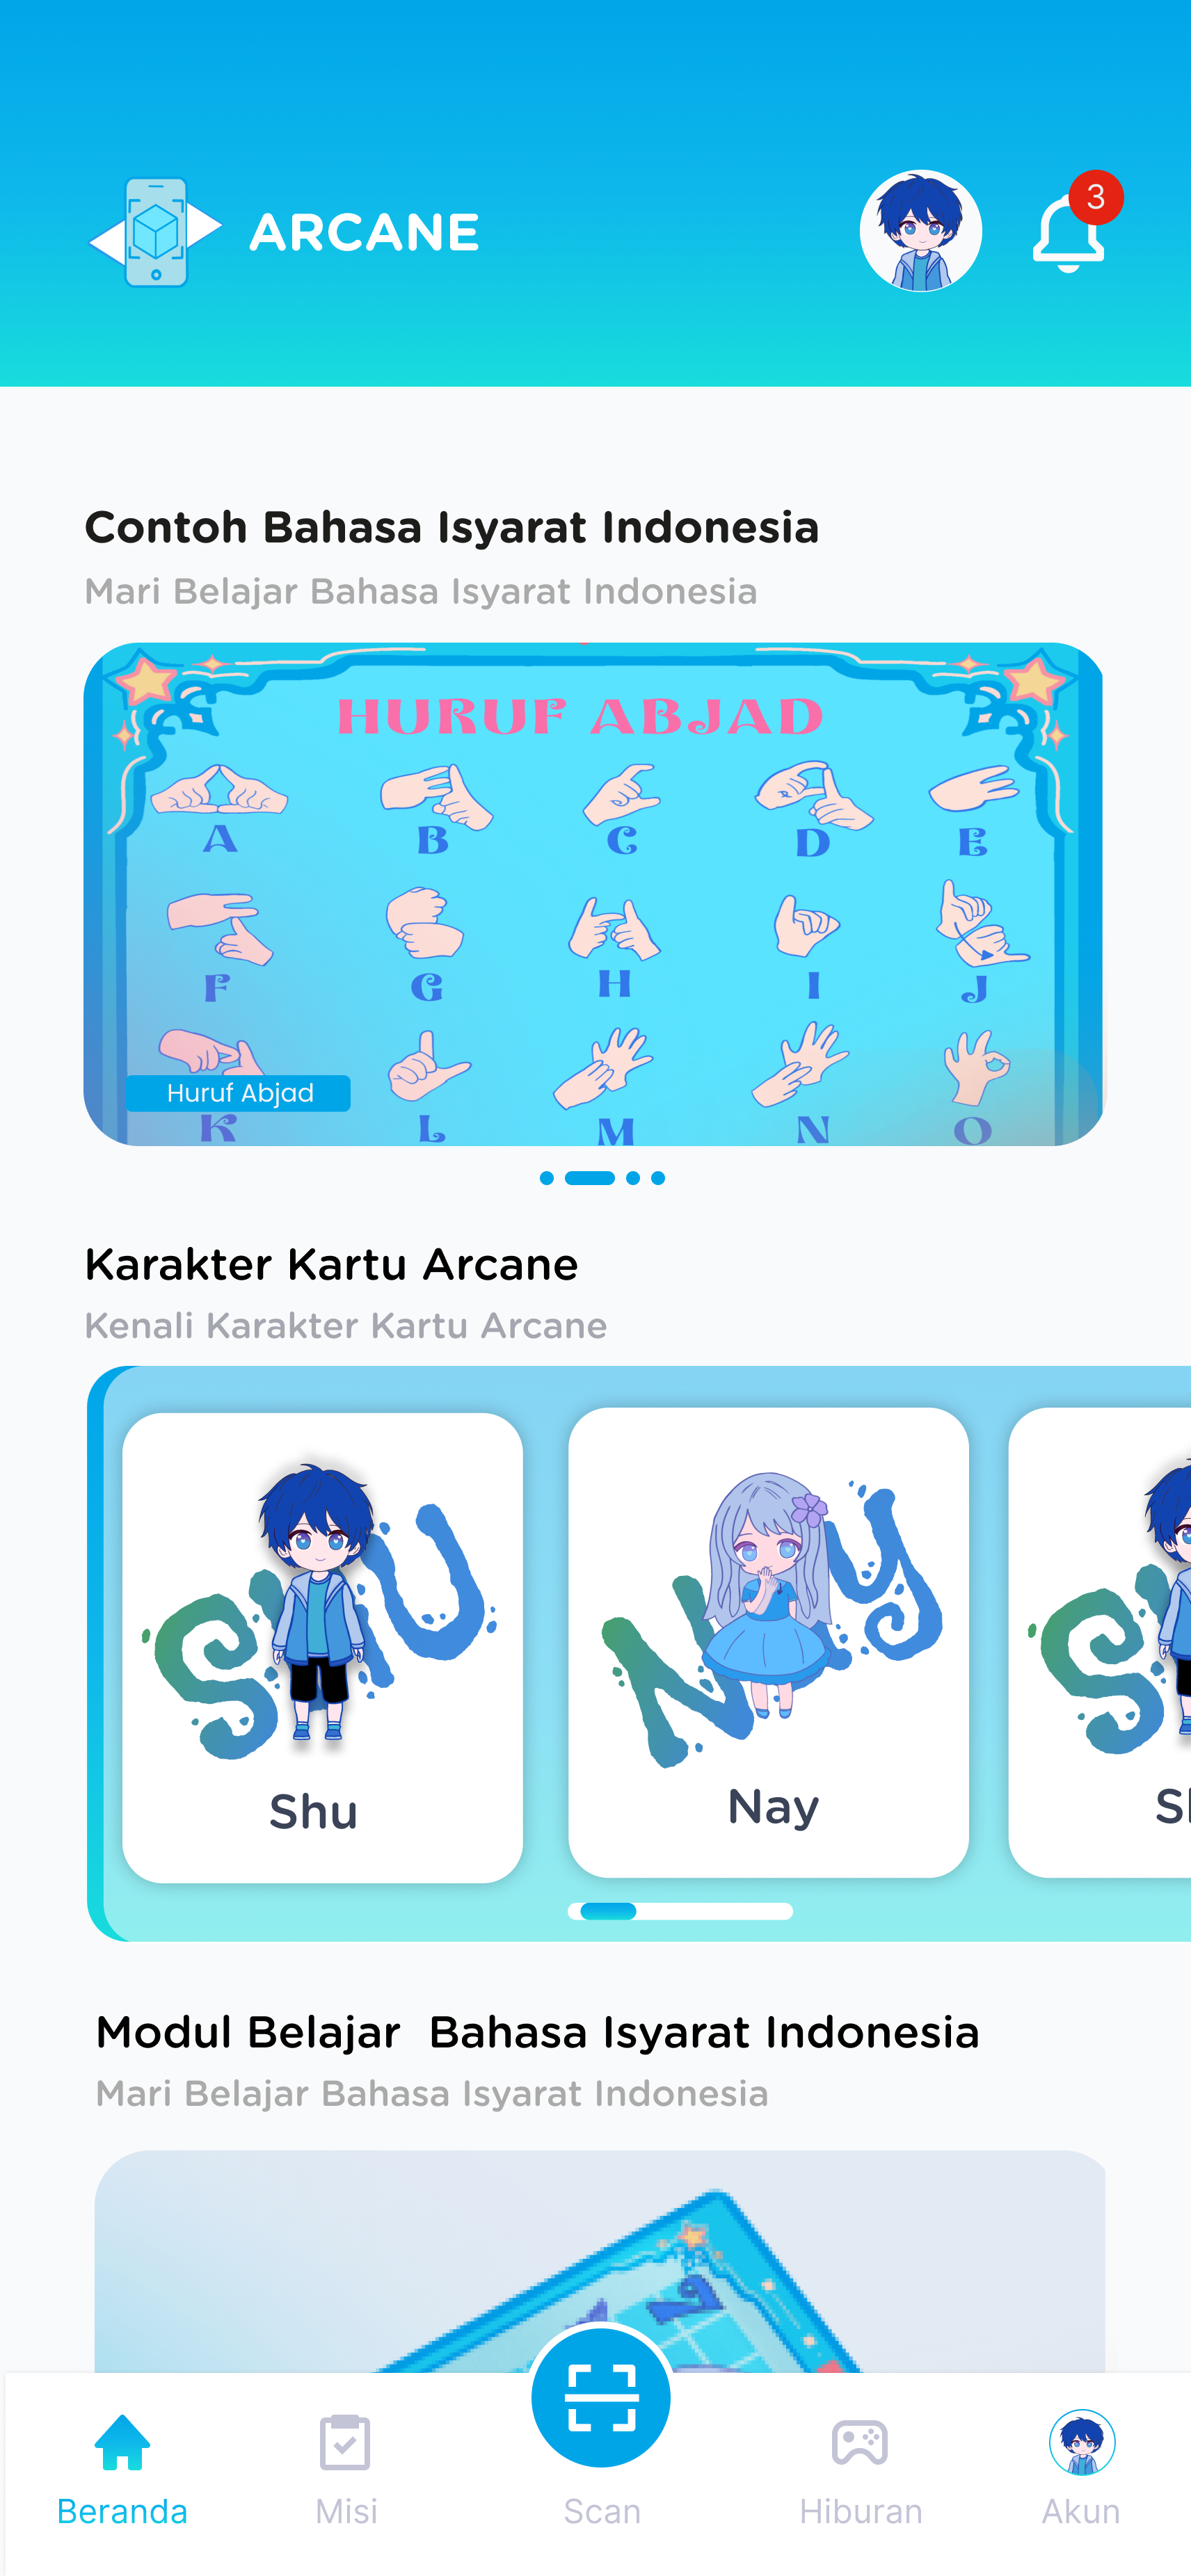 ARCANE
3
Contoh Bahasa Isyarat Indonesia
Mari Belajar Bahasa Isyarat Indonesia
HURUF ABJAD
A B C D E
F G H I J
Huruf Abjad
K L M N O
Karakter Kartu Arcane
Kenali Karakter Kartu Arcane
Shu
Nay
Shu
Nay
Modul Belajar  Bahasa Isyarat Indonesia
Mari Belajar Bahasa Isyarat Indonesia
Beranda
Misi
Scan
Hiburan
Akun